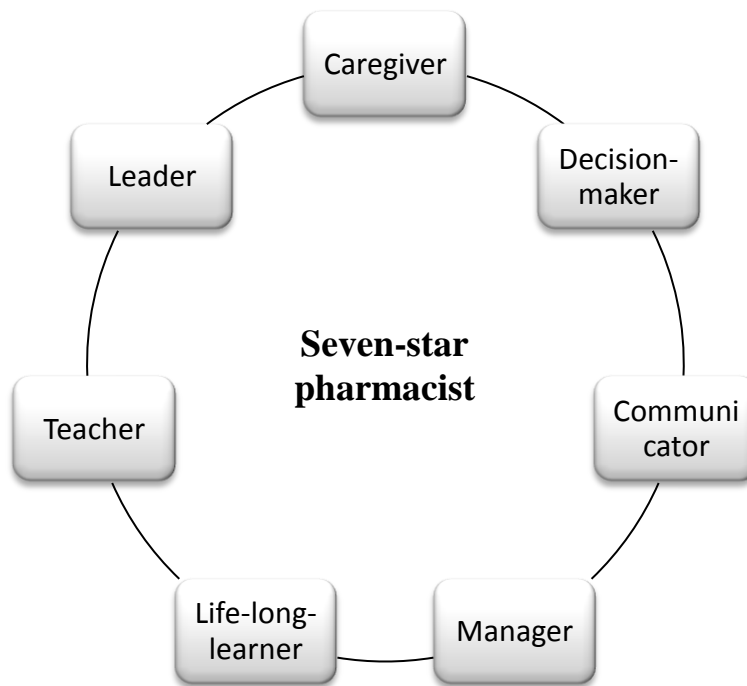 Caregiver
Decision-
maker
Communi
cator
Manager
Life-long-
learner
Teacher
Leader
Seven-star
pharmacist